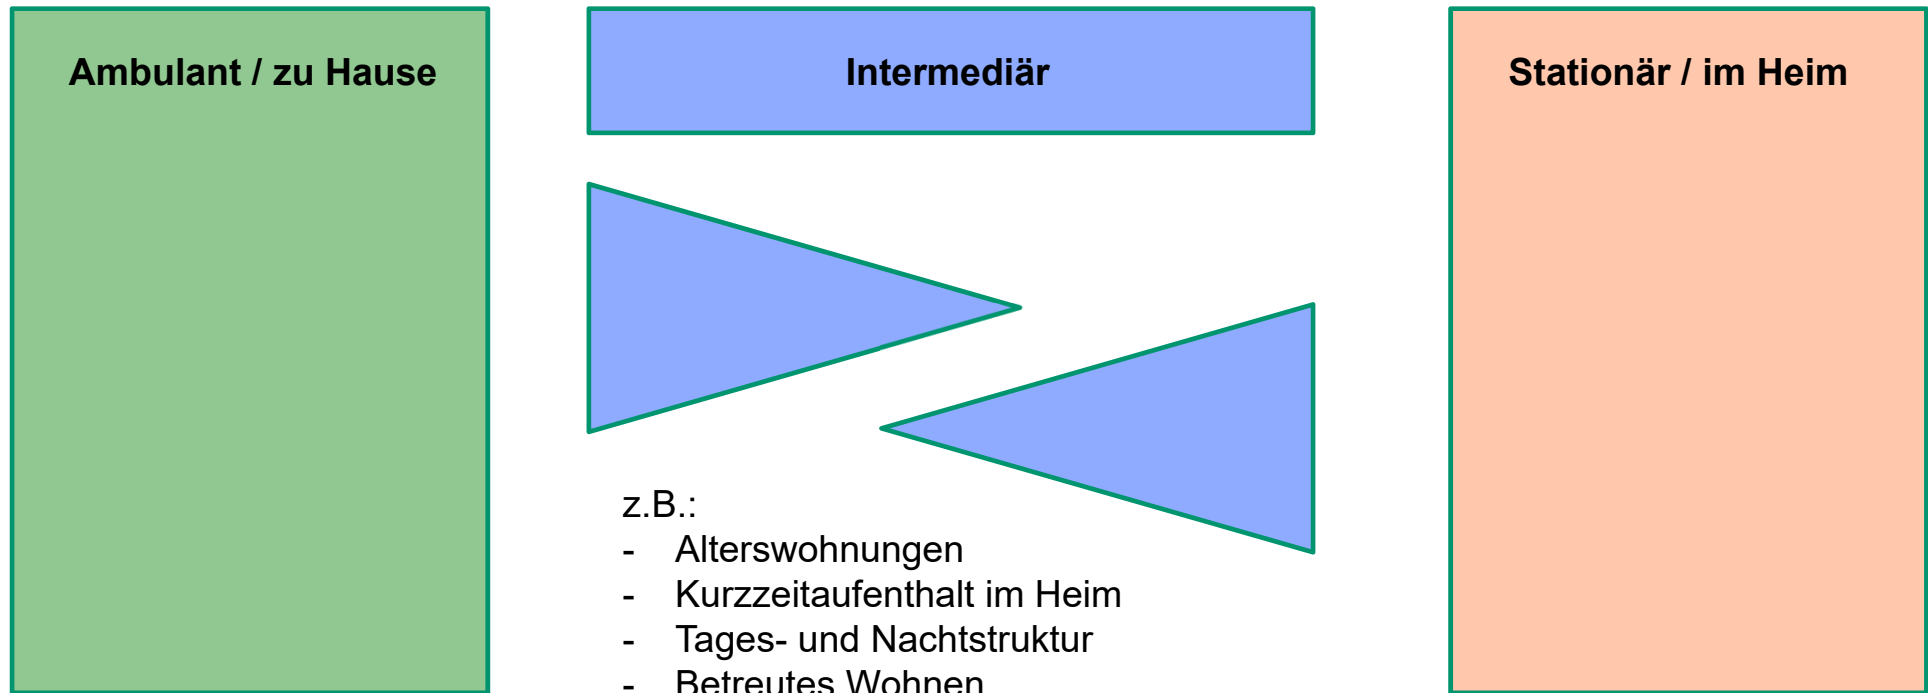 Ambulant / zu Hause
Intermediär
Stationär / im Heim
z.B.:
- Alterswohnungen
- Kurzzeitaufenthalt im Heim
- Tages- und Nachtstruktur
- Betreutes Wohnen